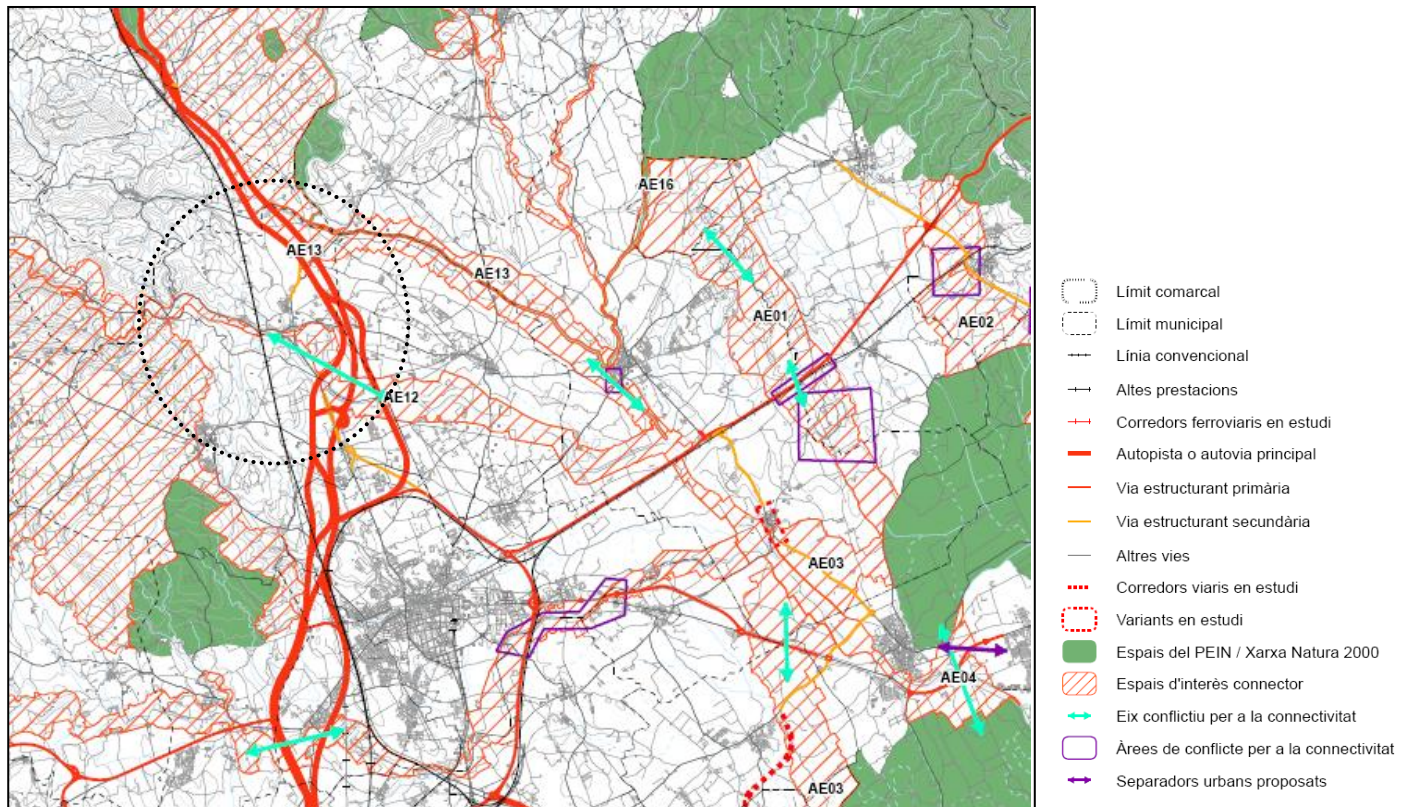 AE16
AE13
AE13
AE01
AE02
AE12
AE03
AE04
AE03
Límit comarcal
Límit municipal
Línia convencional
Altes prestacions
Corredors ferroviaris en estudi
Autopista o autovia principal
Via estructurant primària
Via estructurant secundària
Altres vies
Corredors viaris en estudi
Variants en estudi
Espais del PEIN / Xarxa Natura 2000
Espais d'interès connector
Eix conflictiu per a la connectivitat
Àrees de conflicte per a la connectivitat
Separadors urbans proposats